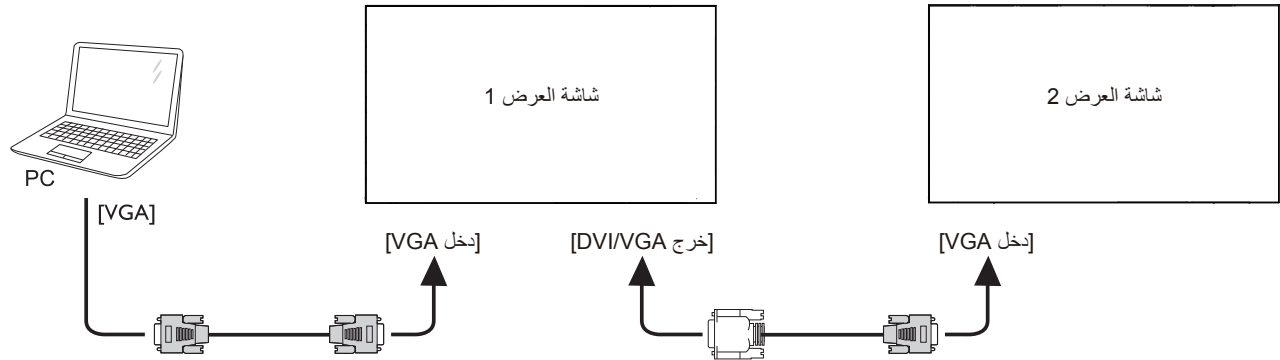 شاشة العرض 1
شاشة العرض 2
PC
[VGA]
[دخل VGA]
[خرج DVI/VGA]
[دخل VGA]